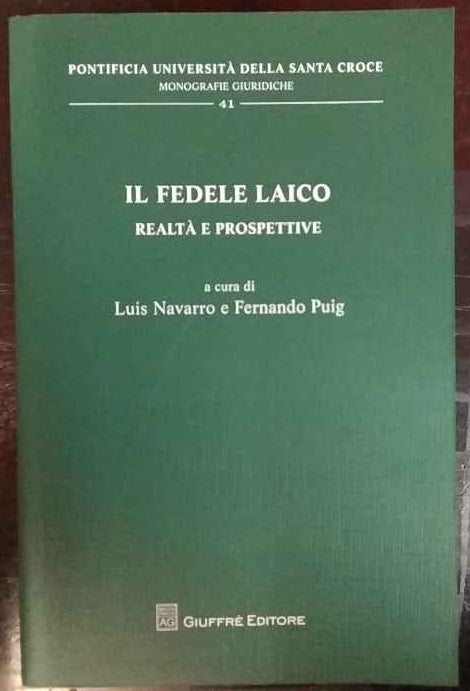 PONTIFICIA UNIVERSITÀ DELLA SANTA CROCE
MONOGRAFIE GIURIDICHE
41
IL FEDELE LAICO
REALTÀ E PROSPETTIVE
a cura di
Luis Navarro e Fernando Puig
AG GIUFFRÈ EDITORE